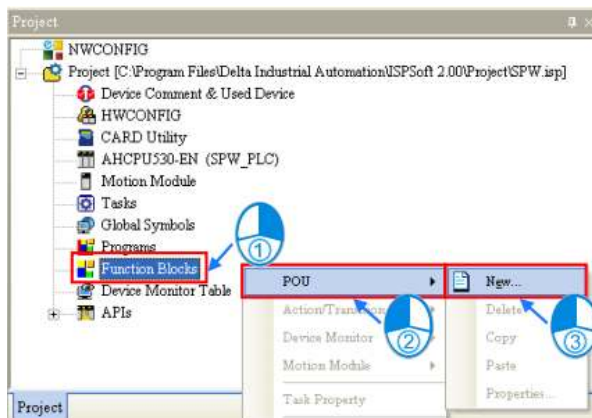 Project
NWCONFIG
Project [C:\Program Files\Delta Industrial Automation\ISPSoft 2.00\Project\SPW.isp]
Device Comment & Used Device
HWCONFIG
CARD Utility
AHCPU530-EN (SPW_PLC)
Motion Module
Tasks
Global Symbols
1
Programs
Function Blocks
POU
New...
Device Monitor Table
Action/Transition
Delete
2
3
APIs
Device Monitor
Copy
Motion Module
Paste
Task Property
Properties...
Project